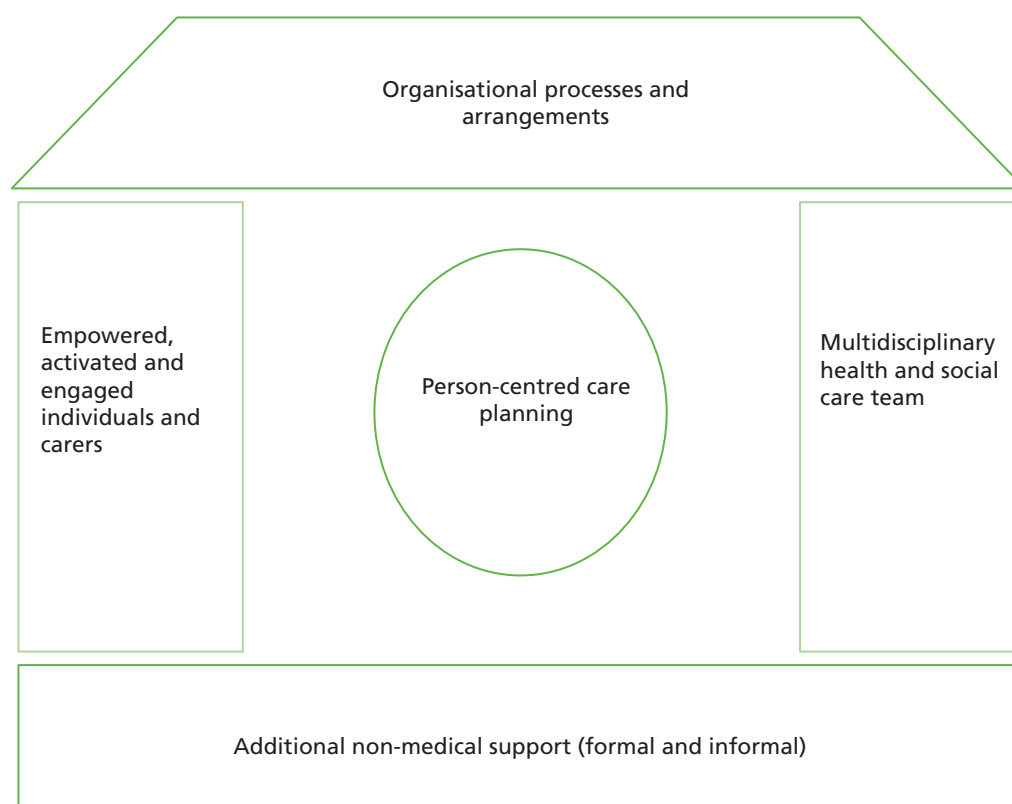 Organisational processes and
arrangements
Empowered,
activated and
engaged
individuals and
carers
Person-centred care
planning
Multidisciplinary
health and social
care team
Additional non-medical support (formal and informal)